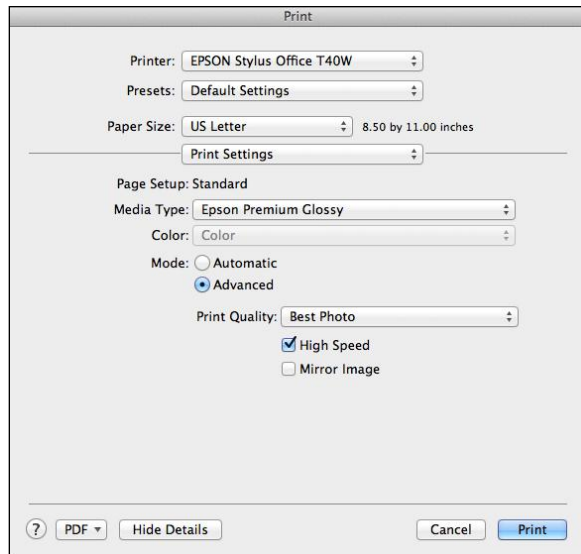 Print
Printer: EPSON Stylus Office T40W
Presets: Default Settings
Paper Size: US Letter 8.50 by 11.00 inches
Print Settings
Page Setup: Standard
Media Type: Epson Premium Glossy
Color: Color
Mode: Automatic
Advanced
Print Quality: Best Photo
High Speed
Mirror Image
? PDF Hide Details Cancel Print